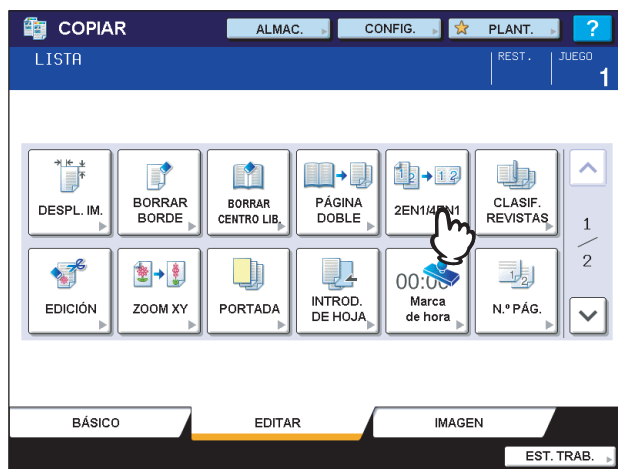 COPIAR
ALMAC.
CONFIG.
PLANT.
?
LISTA
REST.
JUEGO
1
DESPL. IM.
BORRAR
BORDE
BORRAR
CENTRO LIB.
PÁGINA
DOBLE
2EN1/4EN1
CLASIF.
REVISTAS
1
2
EDICIÓN
ZOOM XY
PORTADA
INTROD.
DE HOJA
00:00
Marca
de hora
N.º PÁG.
BÁSICO
EDITAR
IMAGEN
EST. TRAB.